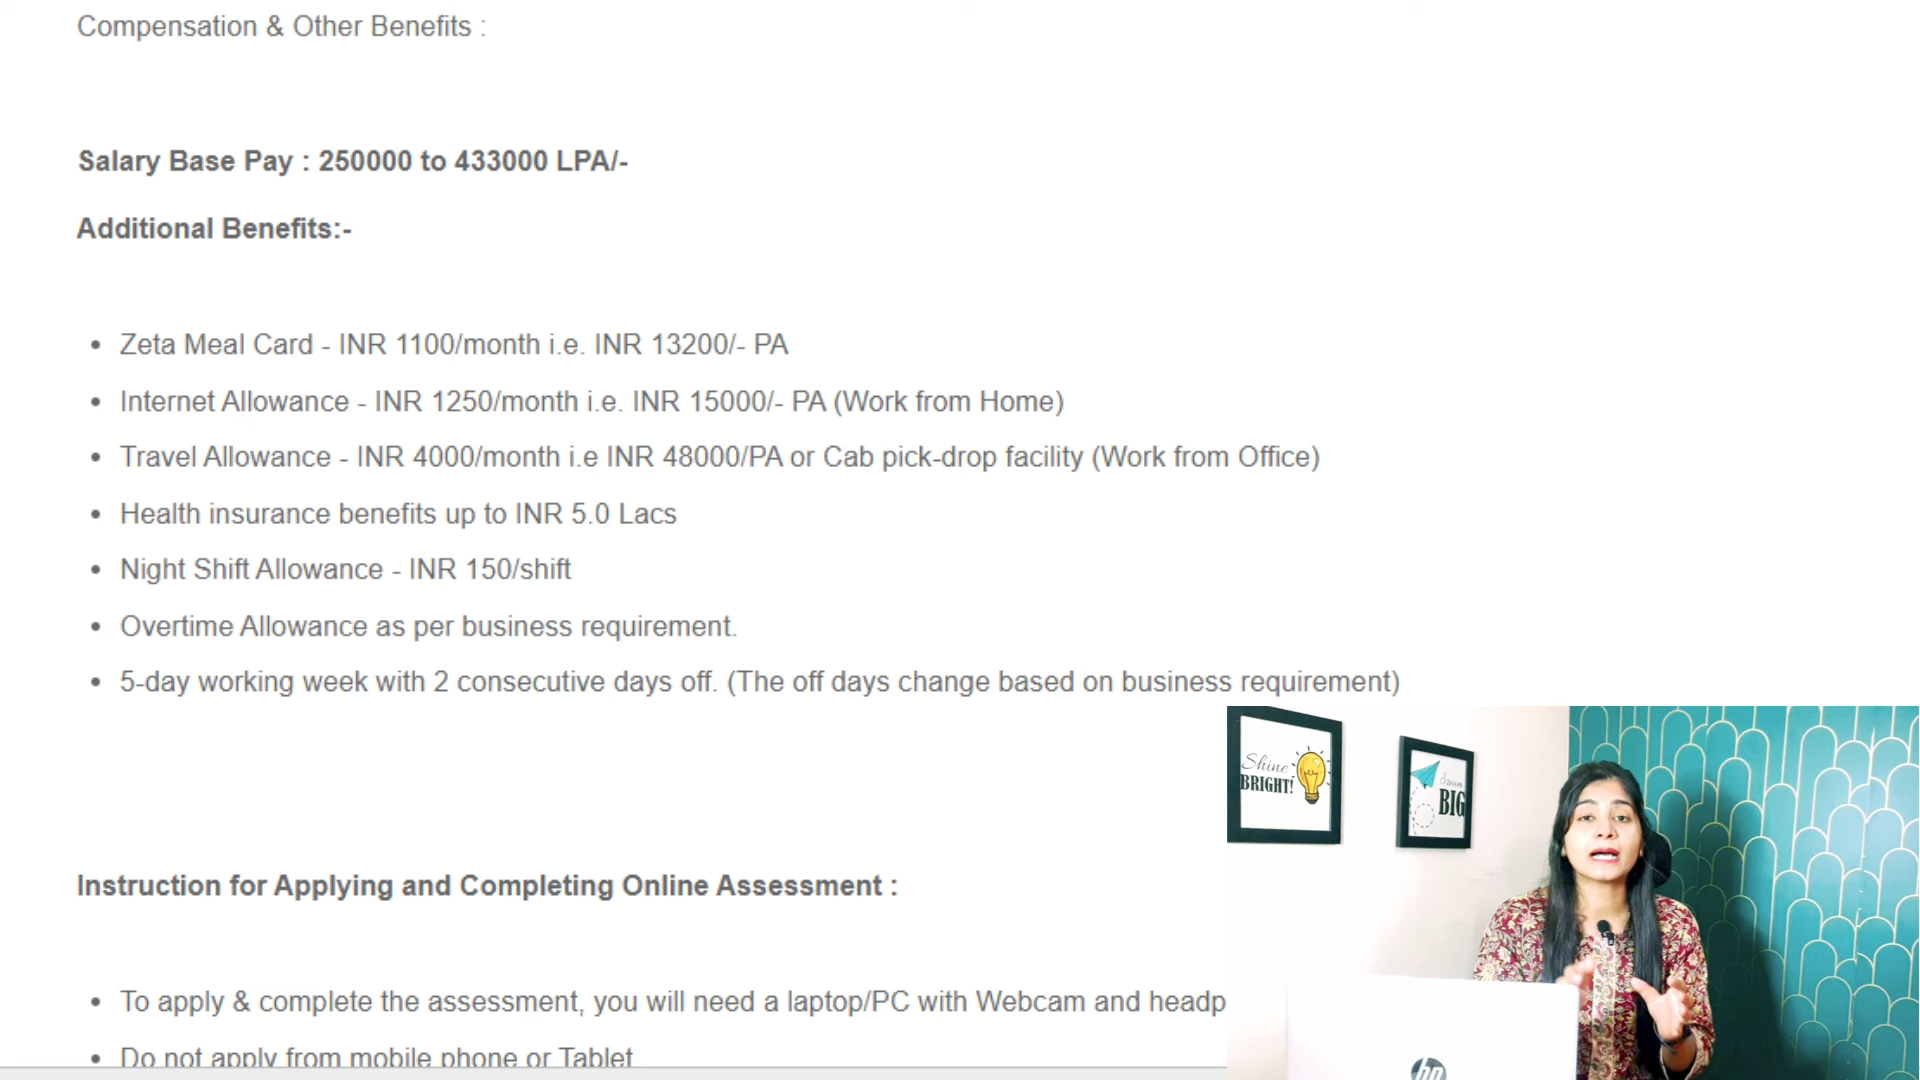 Compensation & Other Benefits :
Salary Base Pay : 250000 to 433000 LPA/-
Additional Benefits:-
• Zeta Meal Card - INR 1100/month i.e. INR 13200/- PA
• Internet Allowance - INR 1250/month i.e. INR 15000/- PA (Work from Home)
• Travel Allowance - INR 4000/month i.e INR 48000/PA or Cab pick-drop facility (Work from Office)
• Health insurance benefits up to INR 5.0 Lacs
• Night Shift Allowance - INR 150/shift
• Overtime Allowance as per business requirement.
• 5-day working week with 2 consecutive days off. (The off days change based on business requirement)
Shine
BRIGHT!
dream
BIG
Instruction for Applying and Completing Online Assessment :
• To apply & complete the assessment, you will need a laptop/PC with Webcam and headp
• Do not apply from mobile phone or Tablet
hp